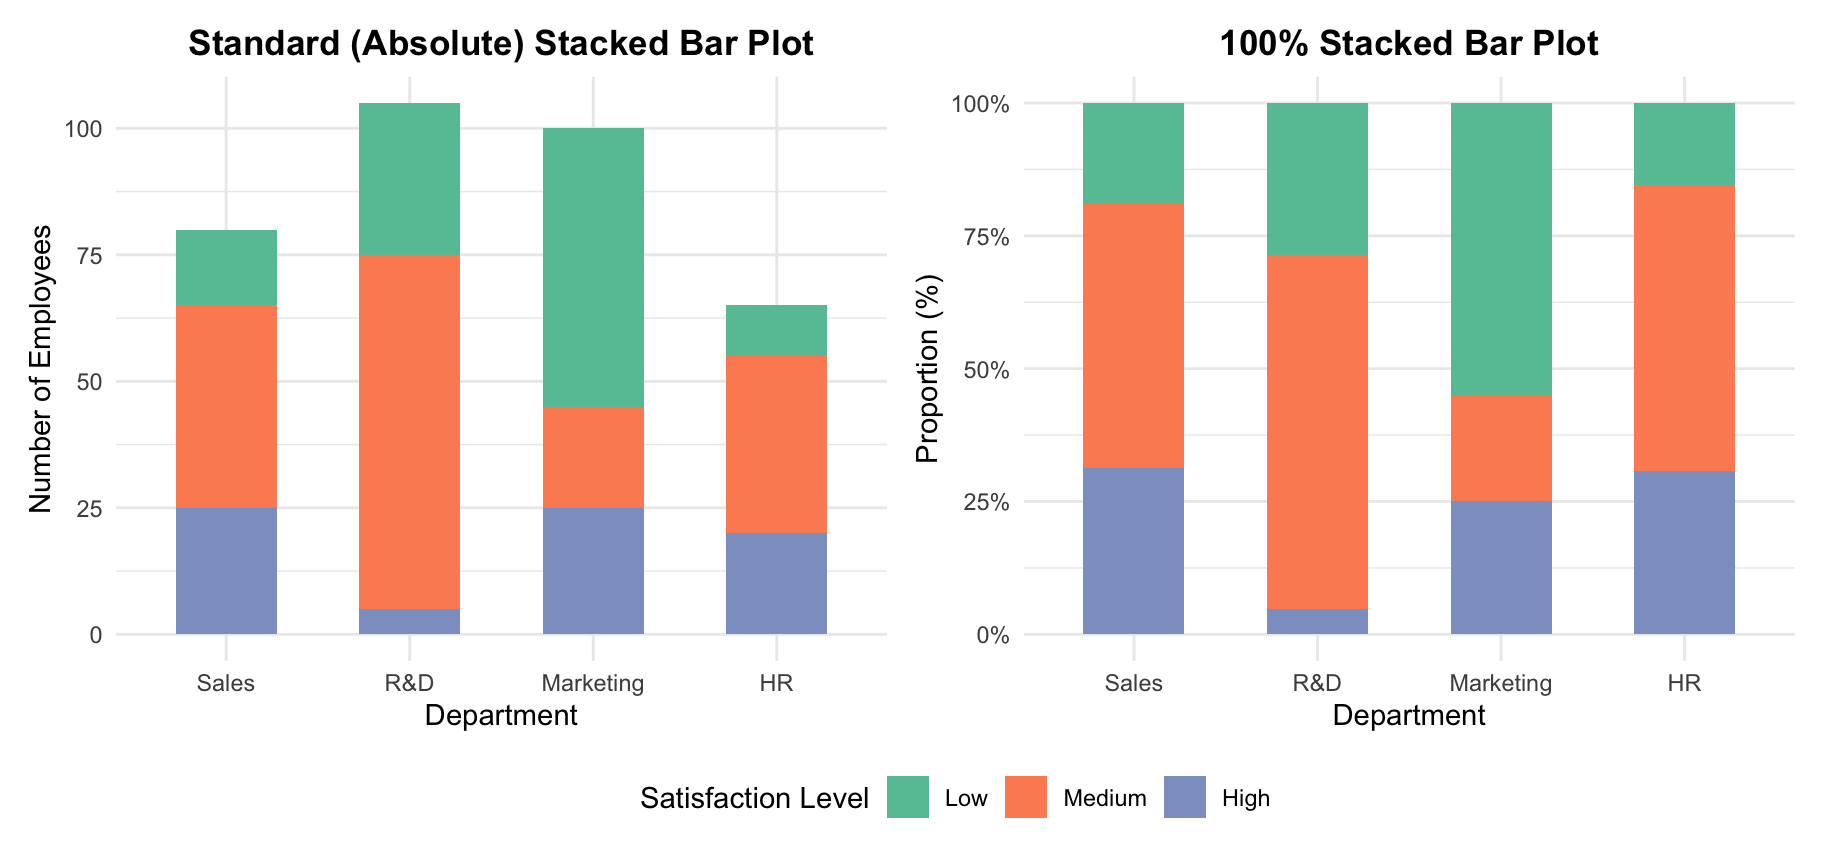 Standard (Absolute) Stacked Bar Plot
Number of Employees
100
75
50
25
0
Sales R&D Marketing HR
Department
100% Stacked Bar Plot
Proportion (%)
100%
75%
50%
25%
0%
Sales R&D Marketing HR
Department
Satisfaction Level Low Medium High